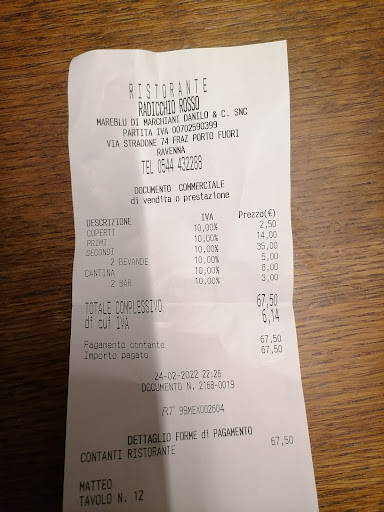 RISTORANTE
RADICCHIO ROSSO
MAREBLU DI MARCHIANI DANILO & C. SNC
PARTITA IVA 00702590399
VIA STRADONE 74 FRAZ PORTO FUORI
RAVENNA
TEL 0544 432288
DOCUMENTO COMMERCIALE
di vendita o prestazione
DESCRIZIONE IVA Prezzo(€)
COPERTI 10,00% 2,50
PRIMI 10,00% 14,00
SECONDI 10,00% 35,00
2 BEVANDE 10,00% 5,00
CANTINA 10,00% 8,00
2 BAR 10,00% 3,00
TOTALE COMPLESSIVO 67,50
di cui IVA 6,14
Pagamento contante 67,50
Importo pagato 67,50
24-02-2022 22:26
DOCUMENTO N. 2168-0019
RT 99MEX002604
DETTAGLIO FORME di PAGAMENTO
CONTANTI RISTORANTE 67,50
MATTEO
TAVOLO N. 12